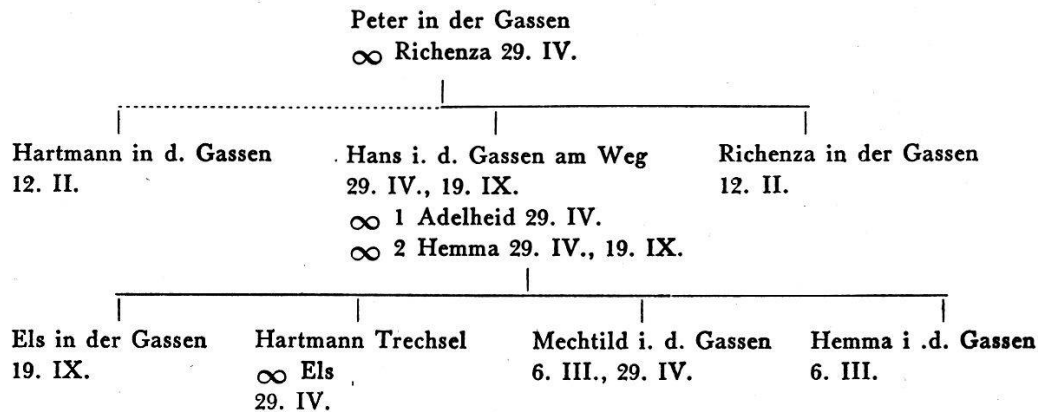 Peter in der Gassen
∞ Richenza 29. IV.
Hartmann in d. Gassen
12. II.
Hans i. d. Gassen am Weg
29. IV., 19. IX.
∞ 1 Adelheid 29. IV.
∞ 2 Hemma 29. IV., 19. IX.
Richenza in der Gassen
12. II.
Els in der Gassen
19. IX.
Hartmann Trechsel
∞ Els
29. IV.
Mechtild i. d. Gassen
6. III., 29. IV.
Hemma i .d. Gassen
6. III.